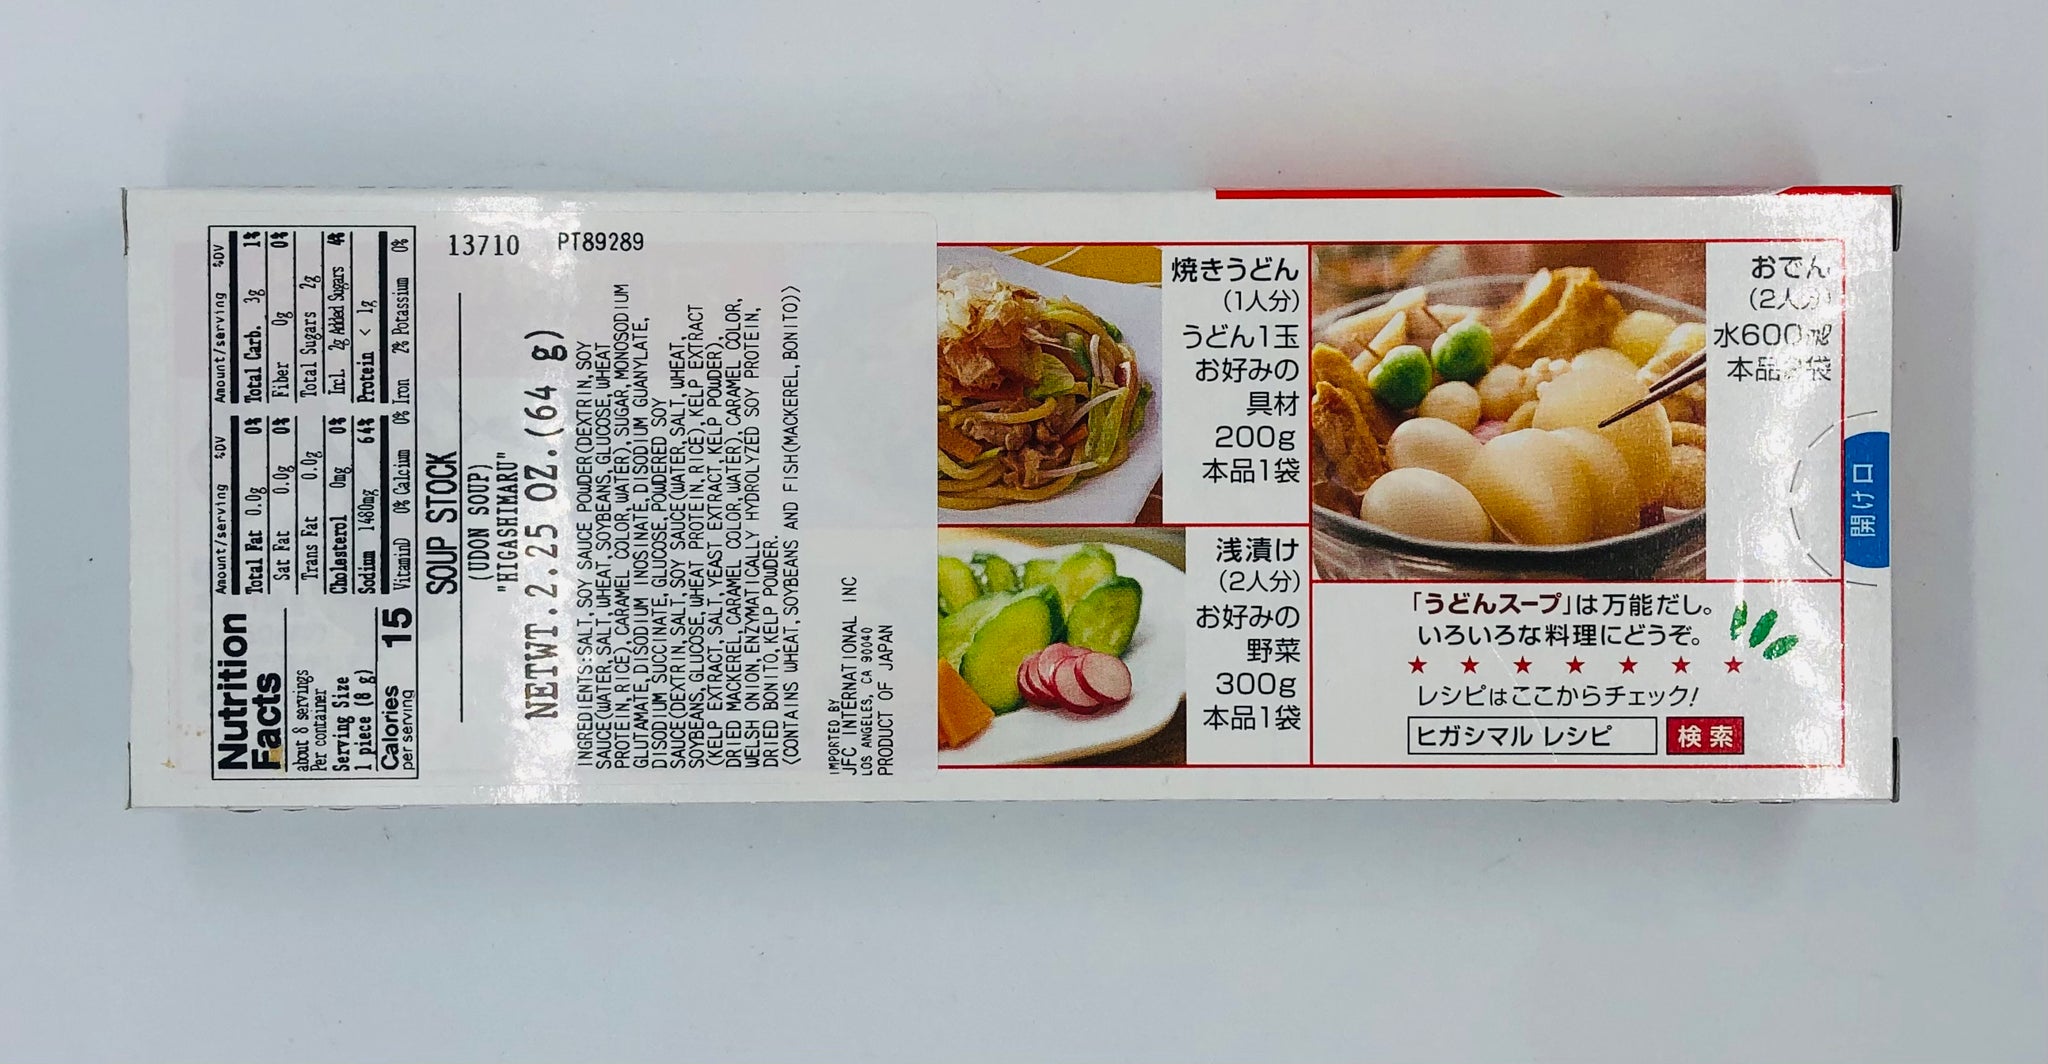 13710 PT89289
Nutrition
Facts
about 8 servings
Per container
Serving Size
1 piece (8 g)
Calories 15
per serving
Amount/serving %DV
Total Fat 0.0g 0%
Sat Fat 0.0g 0%
Trans Fat 0.0g
Cholesterol 0mg 0%
Sodium 1480mg 64%
Amount/serving %DV
Total Carb. 3g 1%
Fiber 0g 0%
Total Sugars 2g
Incl. 2g Added Sugars 4%
Protein < 1g
VitaminD 0% Calcium 0% Iron 2% Potassium 0%
SOUP STOCK
(UDON SOUP)
"HIGASHIMARU"
NETWT.2.25 OZ.(64 g)
INGREDIENTS:SALT, SOY SAUCE POWDER(DEXTRIN, SOY
SAUCE(WATER, SALT, WHEAT, SOYBEANS, GLUCOSE, WHEAT
PROTEIN, RICE), CARAMEL COLOR, WATER), SUGAR, MONOSODIUM
GLUTAMATE, DISODIUM INOSINATE, DISODIUM GUANYLATE,
DISODIUM SUCCINATE, GLUCOSE, POWDERED SOY
SAUCE(DEXTRIN, SALT, SOY SAUCE(WATER, SALT, WHEAT,
SOYBEANS, GLUCOSE, WHEAT PROTEIN, RICE), KELP EXTRACT
(KELP EXTRACT, SALT, YEAST EXTRACT, KELP POWDER),
DRIED MACKEREL, CARAMEL COLOR, WATER), CARAMEL COLOR,
WELSH ONION, ENZYMATICALLY HYDROLYZED SOY PROTEIN,
DRIED BONITO, KELP POWDER.
(CONTAINS WHEAT, SOYBEANS AND FISH(MACKEREL, BONITO))
IMPORTED BY
JFC INTERNATIONAL INC
LOS ANGELES, CA 90040
PRODUCT OF JAPAN
焼きうどん
(1人分)
うどん1玉
お好みの
具材
200g
本品1袋
浅漬け
(2人分)
お好みの
野菜
300g
本品1袋
おでん
(2人分)
水600㎖
本品 袋
「うどんスープ」は万能だし。
いろいろな料理にどうぞ。
★ ★ ★ ★ ★ ★ ★
レシピはここからチェック!
ヒガシマル レシピ 検索
開け口